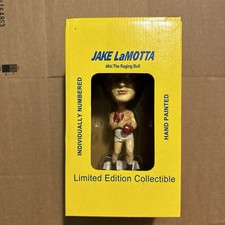 JAKE LaMOTTA
aka: The Raging Bull
INDIVIDUALLY NUMBERED
HAND PAINTED
Limited Edition Collectible